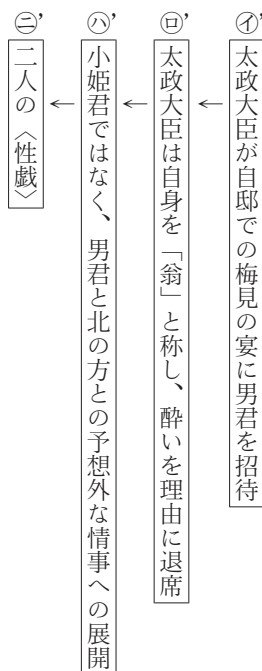 ㋑’ 太政大臣が自邸での梅見の宴に男君を招待
↓
㋺’ 太政大臣は自身を「翁」と称し、酔いを理由に退席
↓
㋩’ 小姫君ではなく、男君と北の方との予想外な情事への展開
↓
㋥’ 二人の〈性戯〉